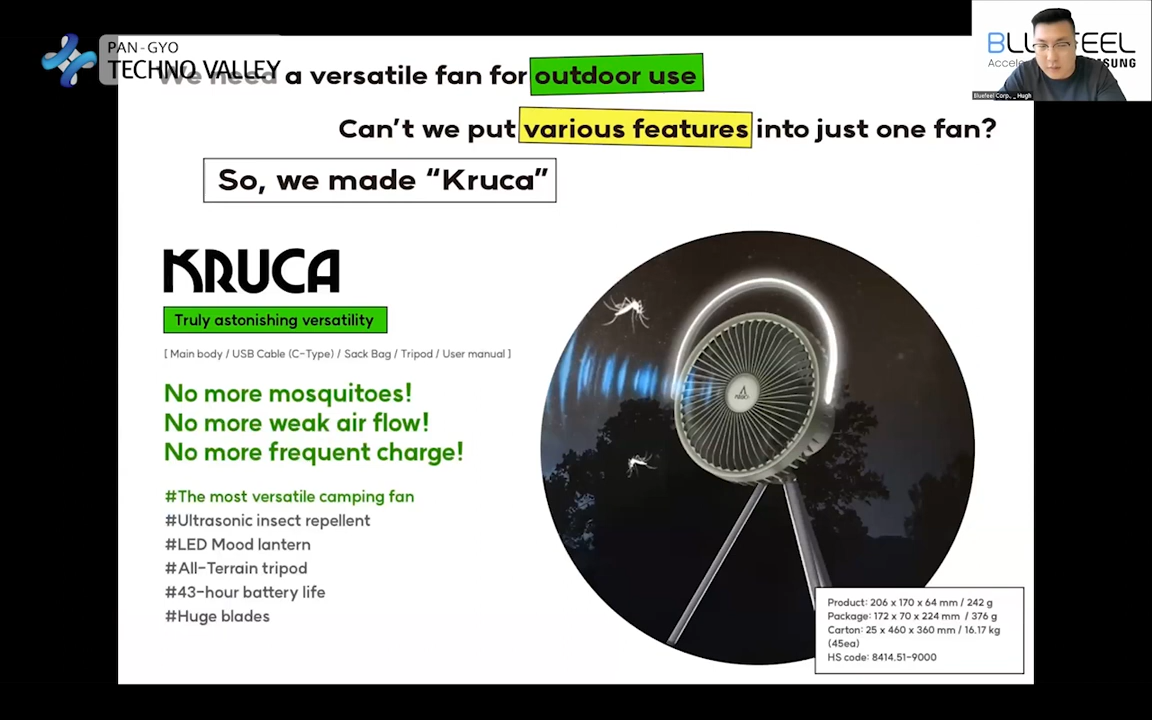 PAN-GYO
TECHNO VALLEY
We need a versatile fan for outdoor use
Can't we put various features into just one fan?
So, we made “Kruca”
KRUCA
Truly astonishing versatility
[ Main body / USB Cable (C-Type) / Sack Bag / Tripod / User manual ]
No more mosquitoes!
No more weak air flow!
No more frequent charge!
#The most versatile camping fan
#Ultrasonic insect repellent
#LED Mood lantern
#All-Terrain tripod
#43-hour battery life
#Huge blades
Product: 206 x 170 x 64 mm / 242 g
Package: 172 x 70 x 224 mm / 376 g
Carton: 25 x 460 x 360 mm / 16.17 kg
(45ea)
HS code: 8414.51-9000
Bluefeel Corp., _ Hugh